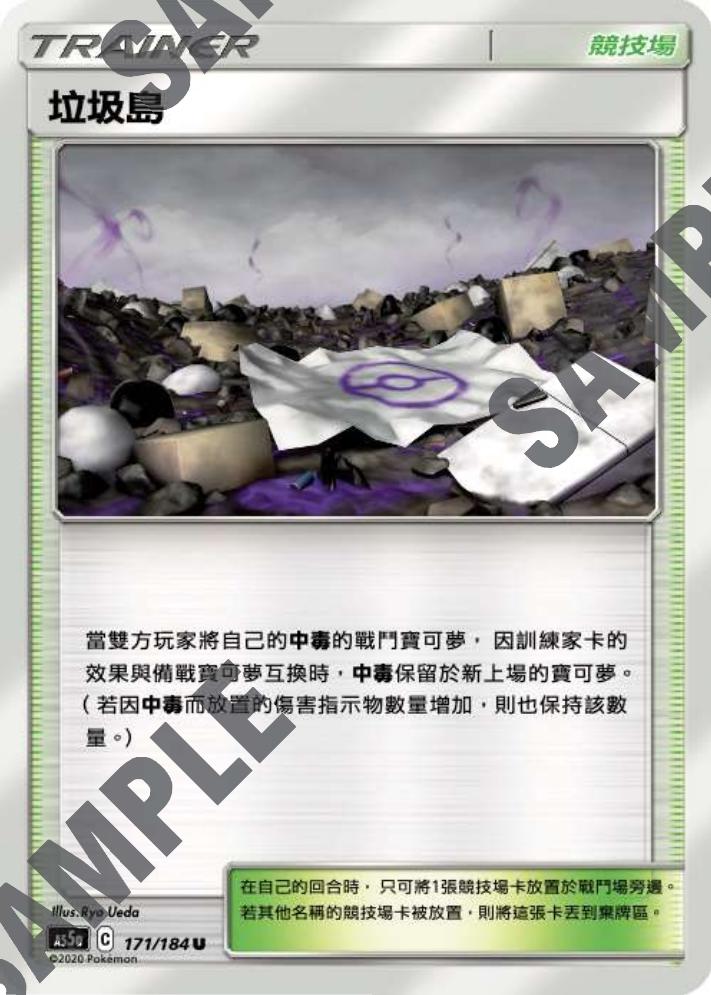 SAMPLE
TRAINER
競技場
垃圾島
SAMPLE
當雙方玩家將自己的中毒的戰鬥寶可夢，因訓練家卡的
效果與備戰寶可夢互換時，中毒保留於新上場的寶可夢。
（若因中毒而放置的傷害指示物數量增加，則也保持該數
量。）
SAMPLE
在自己的回合時，只可將1張競技場卡放置於戰鬥場旁邊。
若其他名稱的競技場卡被放置，則將這張卡丟到棄牌區。
Illus. Ryo Ueda
C 171/184 U
©2020 Pokémon